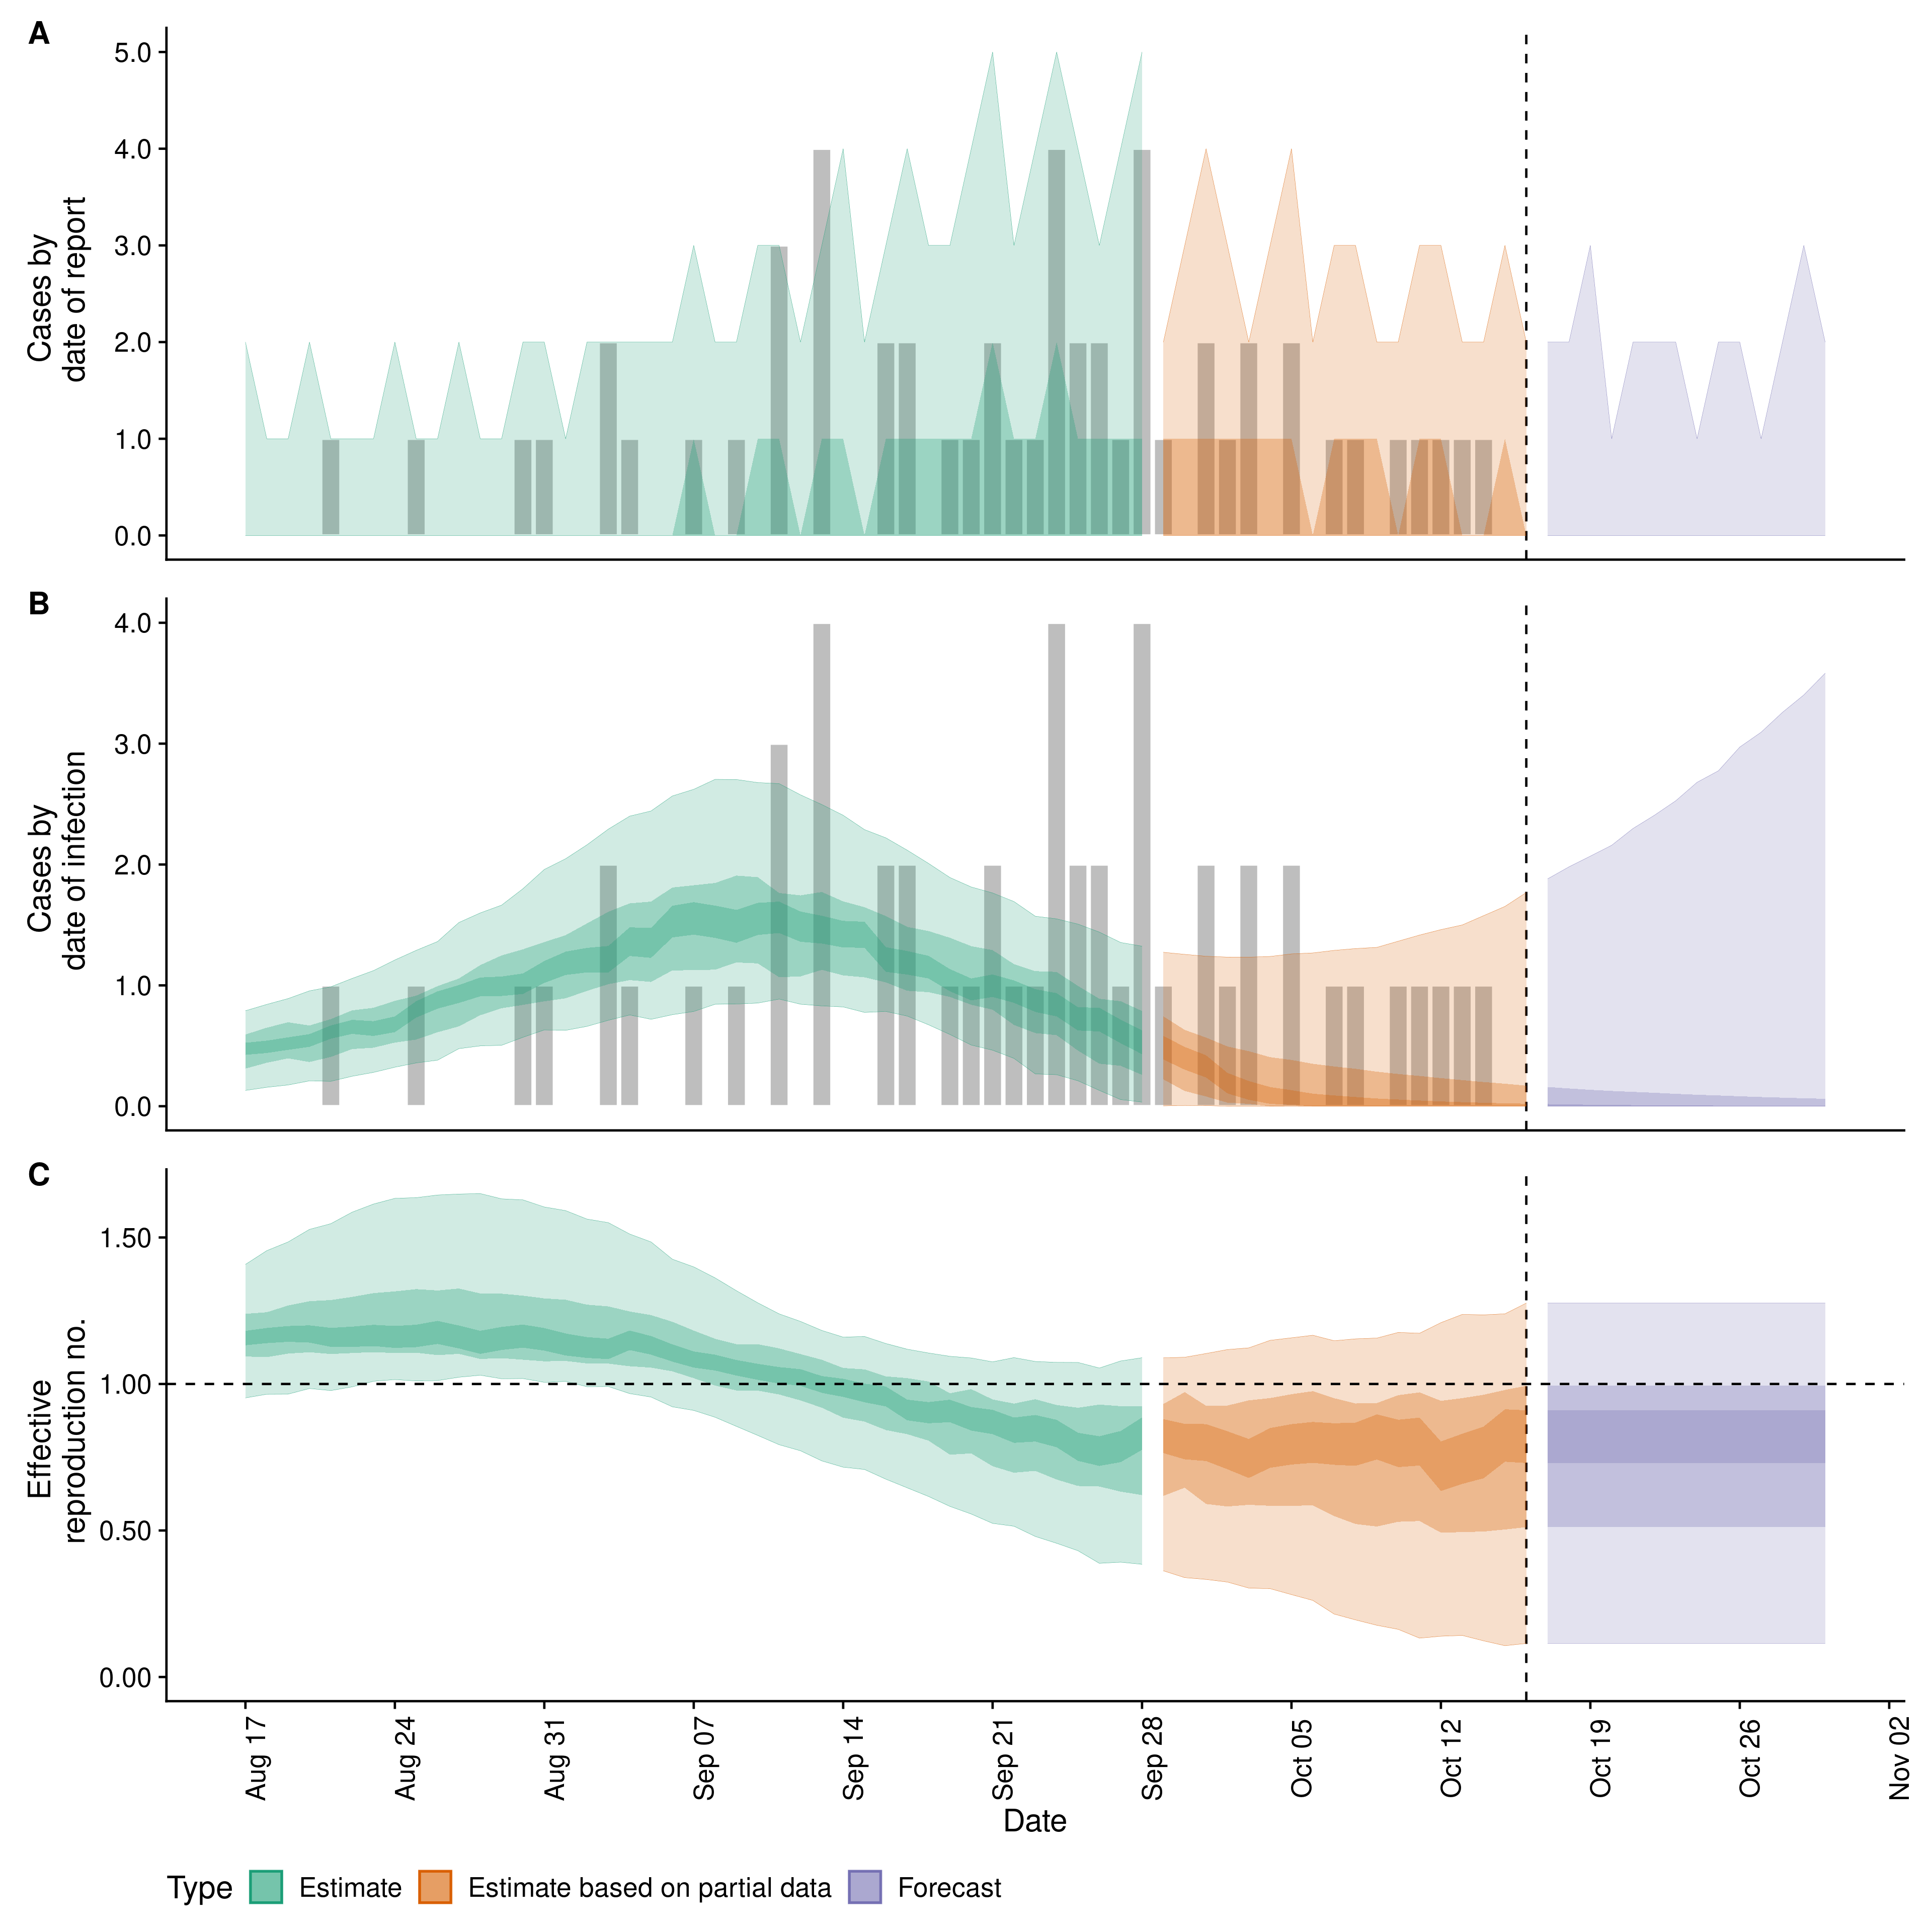 A
5.0
4.0
3.0
2.0
1.0
0.0
Cases by
date of report
B
4.0
3.0
2.0
1.0
0.0
Cases by
date of infection
C
1.50
1.00
0.50
0.00
Effective
reproduction no.
Aug 17
Aug 24
Aug 31
Sep 07
Sep 14
Sep 21
Sep 28
Oct 05
Oct 12
Oct 19
Oct 26
Nov 02
Date
Type Estimate Estimate based on partial data Forecast